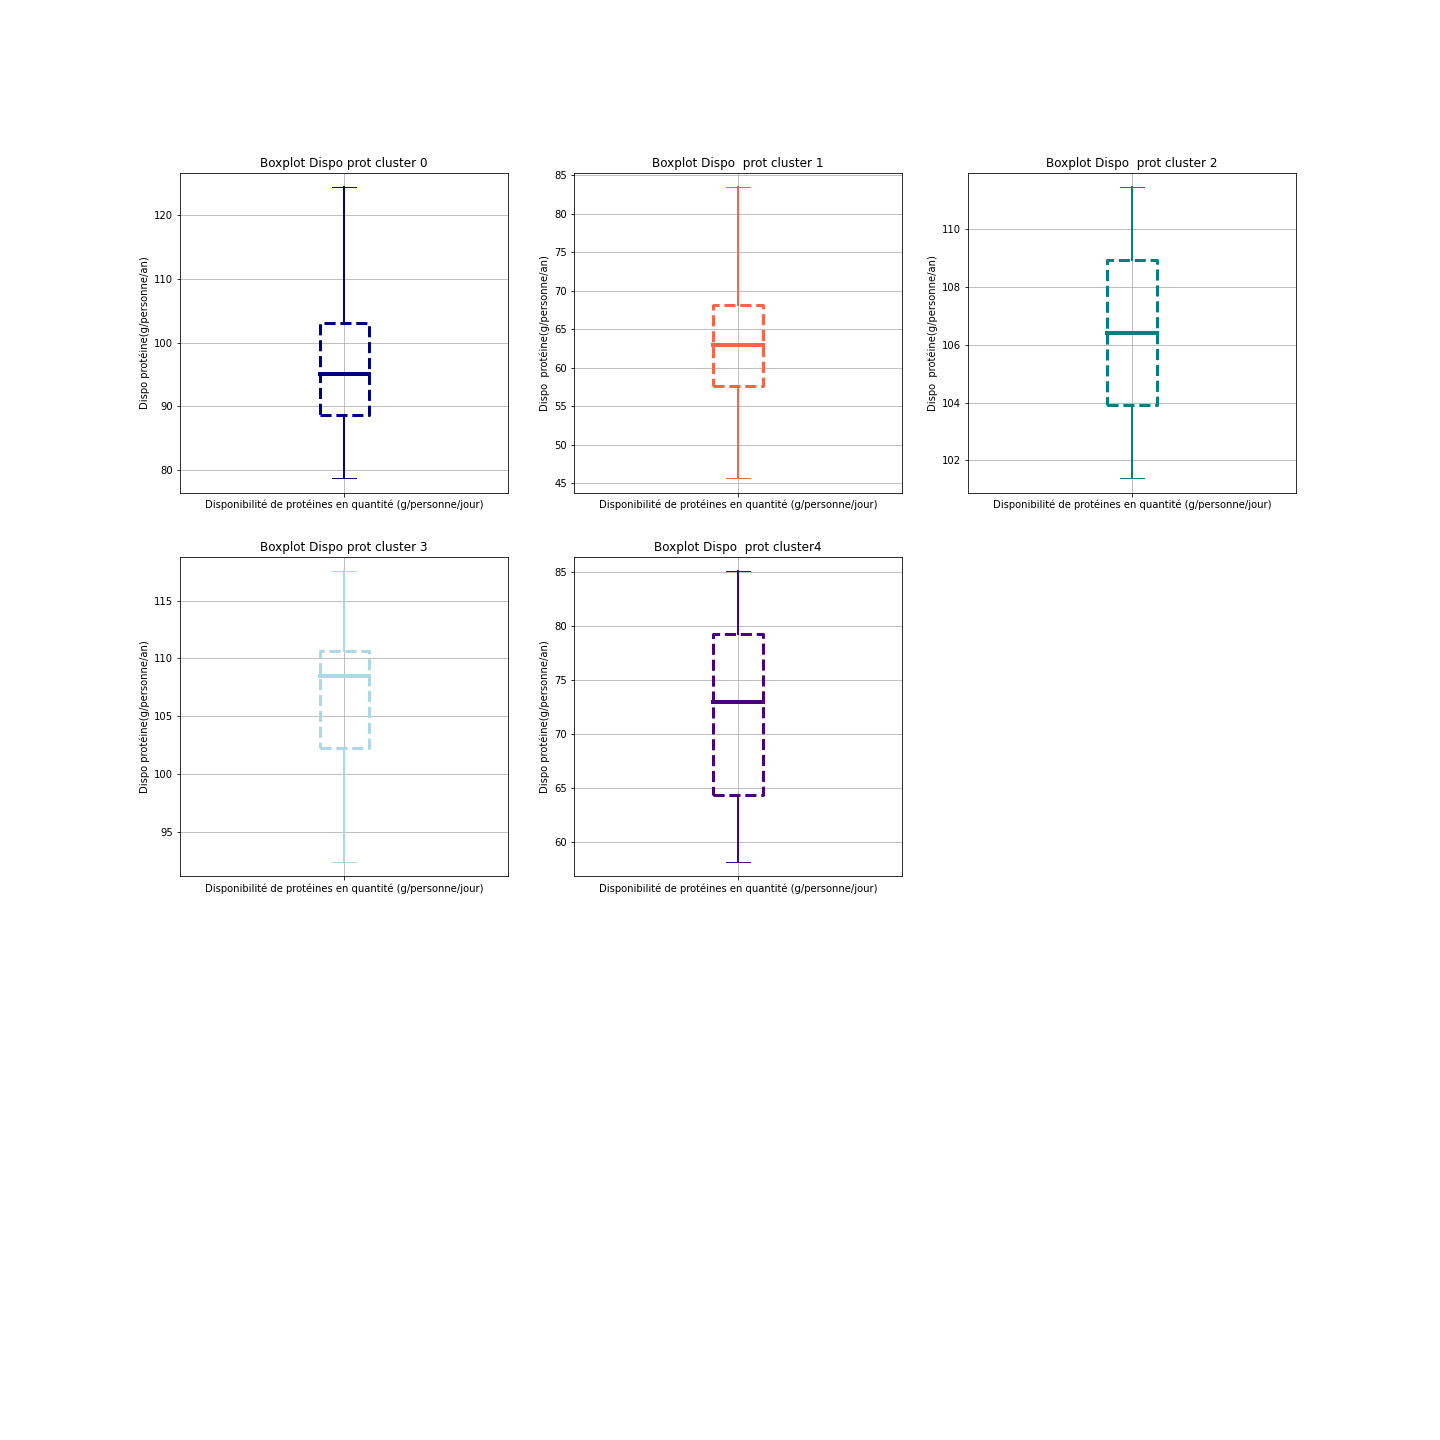 Boxplot Dispo prot cluster 0
Dispo protéine(g/personne/an)
120
110
100
90
80
Disponibilité de protéines en quantité (g/personne/jour)
Boxplot Dispo  prot cluster 1
Dispo  protéine(g/personne/an)
85
80
75
70
65
60
55
50
45
Disponibilité de protéines en quantité (g/personne/jour)
Boxplot Dispo  prot cluster 2
Dispo  protéine(g/personne/an)
110
108
106
104
102
Disponibilité de protéines en quantité (g/personne/jour)
Boxplot Dispo prot cluster 3
Dispo protéine(g/personne/an)
115
110
105
100
95
Disponibilité de protéines en quantité (g/personne/jour)
Boxplot Dispo  prot cluster4
Dispo protéine(g/personne/an)
85
80
75
70
65
60
Disponibilité de protéines en quantité (g/personne/jour)